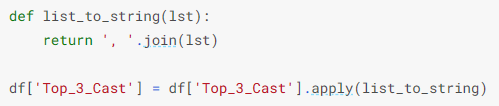 def list_to_string(lst):
    return ', '.join(lst)
df['Top_3_Cast'] = df['Top_3_Cast'].apply(list_to_string)